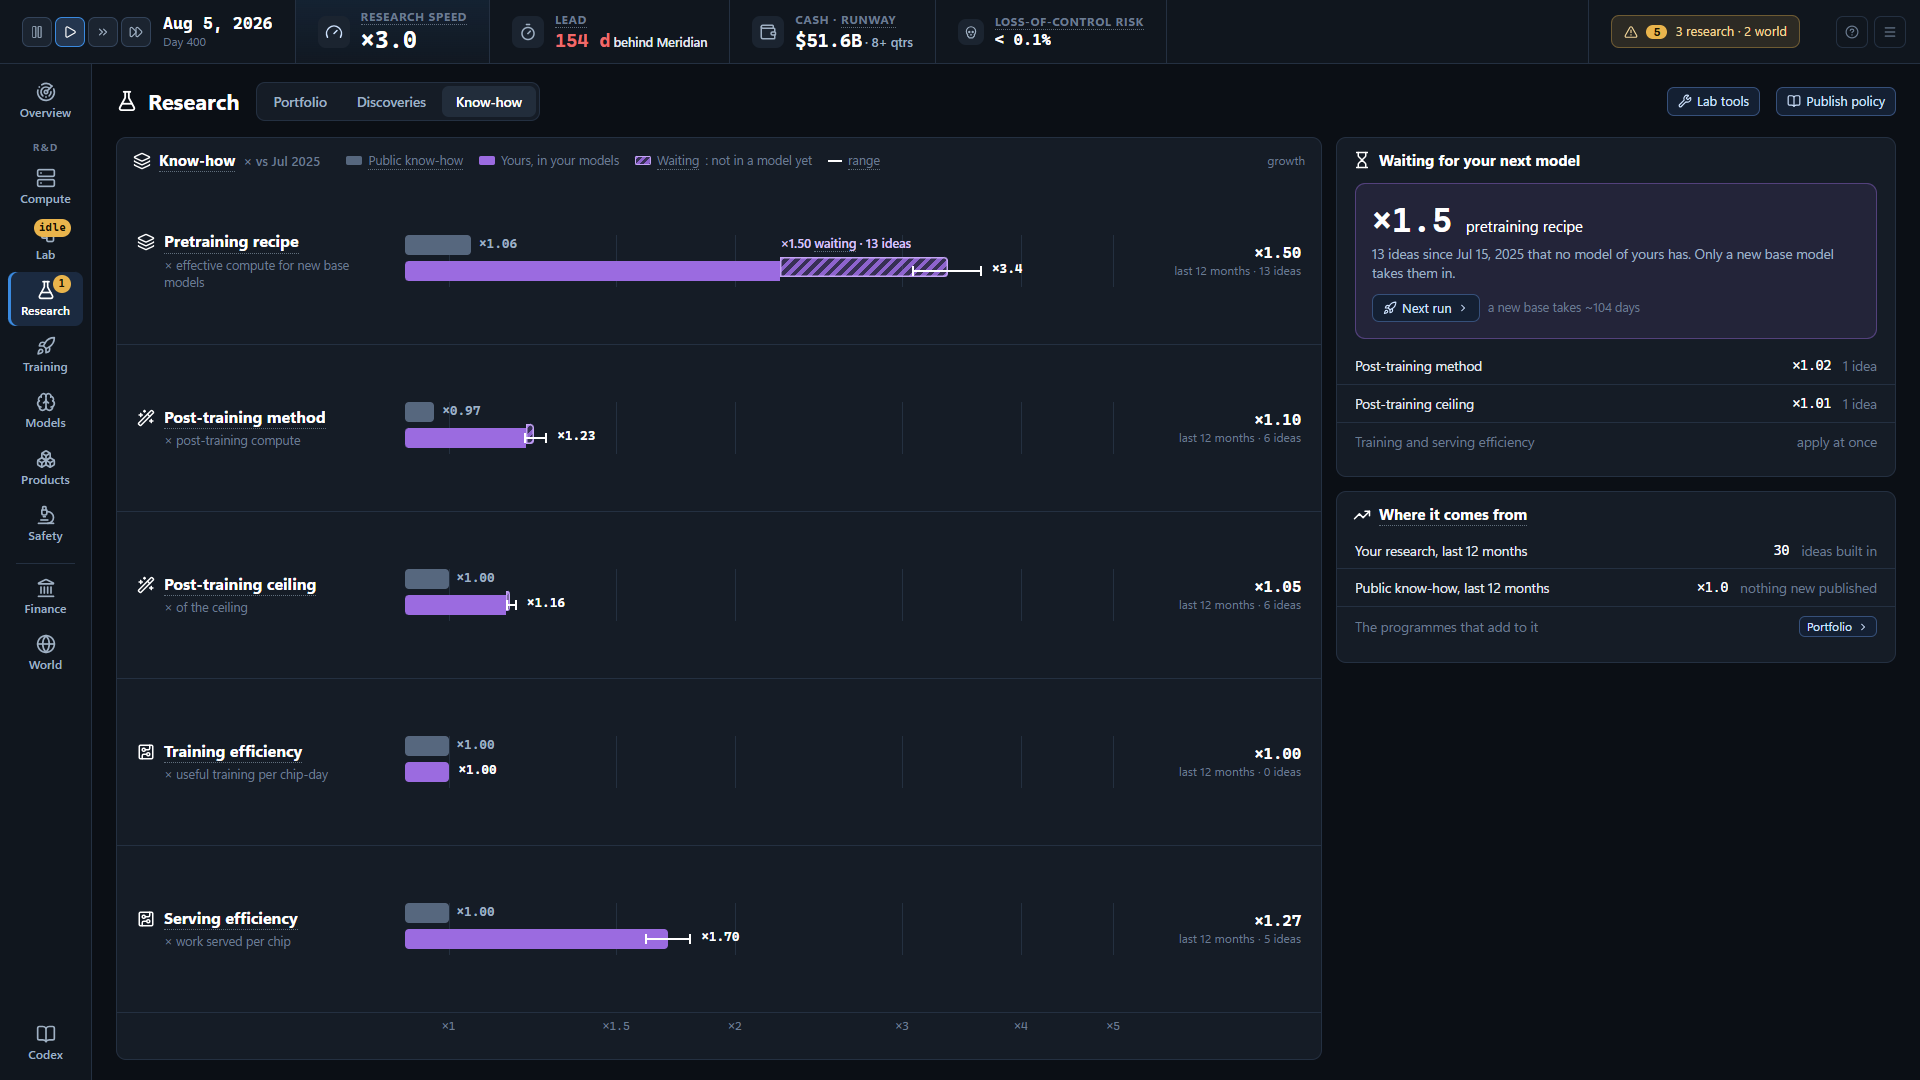 Aug 5, 2026
Day 400
RESEARCH SPEED
×3.0
LEAD
154 d behind Meridian
CASH · RUNWAY
$51.6B · 8+ qtrs
LOSS-OF-CONTROL RISK
< 0.1%
5 3 research · 2 world
Overview
R&D
Compute
idle
Lab
1
Research
Training
Models
Products
Safety
Finance
World
Codex
Research
Portfolio
Discoveries
Know-how
Lab tools
Publish policy
Know-how × vs Jul 2025
Public know-how
Yours, in your models
Waiting : not in a model yet
range
growth
Pretraining recipe
× effective compute for new base
models
×1.06
×1.50 waiting · 13 ideas
×3.4
×1.50
last 12 months · 13 ideas
Post-training method
× post-training compute
×0.97
×1.23
×1.10
last 12 months · 6 ideas
Post-training ceiling
× of the ceiling
×1.00
×1.16
×1.05
last 12 months · 6 ideas
Training efficiency
× useful training per chip-day
×1.00
×1.00
×1.00
last 12 months · 0 ideas
Serving efficiency
× work served per chip
×1.00
×1.70
×1.27
last 12 months · 5 ideas
×1 ×1.5 ×2 ×3 ×4 ×5
Waiting for your next model
×1.5 pretraining recipe
13 ideas since Jul 15, 2025 that no model of yours has. Only a new base model
takes them in.
Next run
a new base takes ~104 days
Post-training method ×1.02 1 idea
Post-training ceiling ×1.01 1 idea
Training and serving efficiency apply at once
Where it comes from
Your research, last 12 months 30 ideas built in
Public know-how, last 12 months ×1.0 nothing new published
The programmes that add to it Portfolio